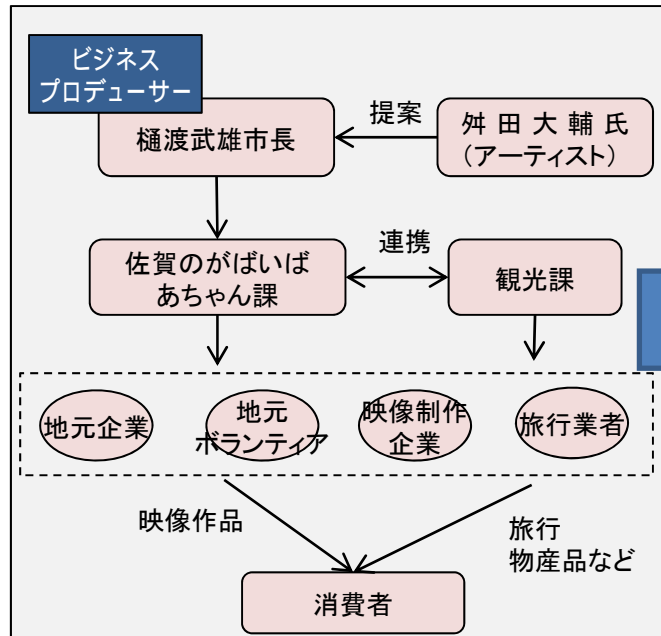 ビジネス
プロデューサー
樋渡武雄市長
提案
舛田大輔氏
（アーティスト）
佐賀のがばいば
あちゃん課
連携
観光課
地元企業
地元
ボランティア
映像制作
企業
旅行業者
映像作品
旅行
物産品など
消費者